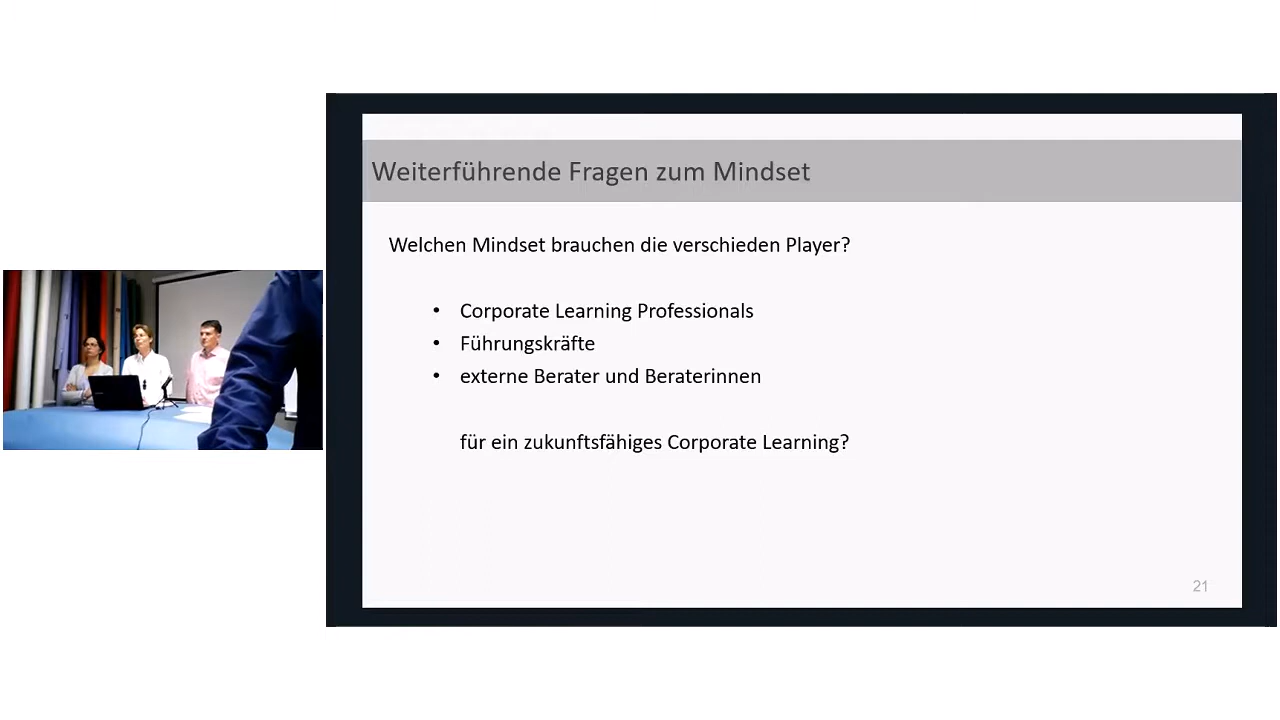 Weiterführende Fragen zum Mindset
Welchen Mindset brauchen die verschieden Player?
• Corporate Learning Professionals
• Führungskräfte
• externe Berater und Beraterinnen
für ein zukunftsfähiges Corporate Learning?
21